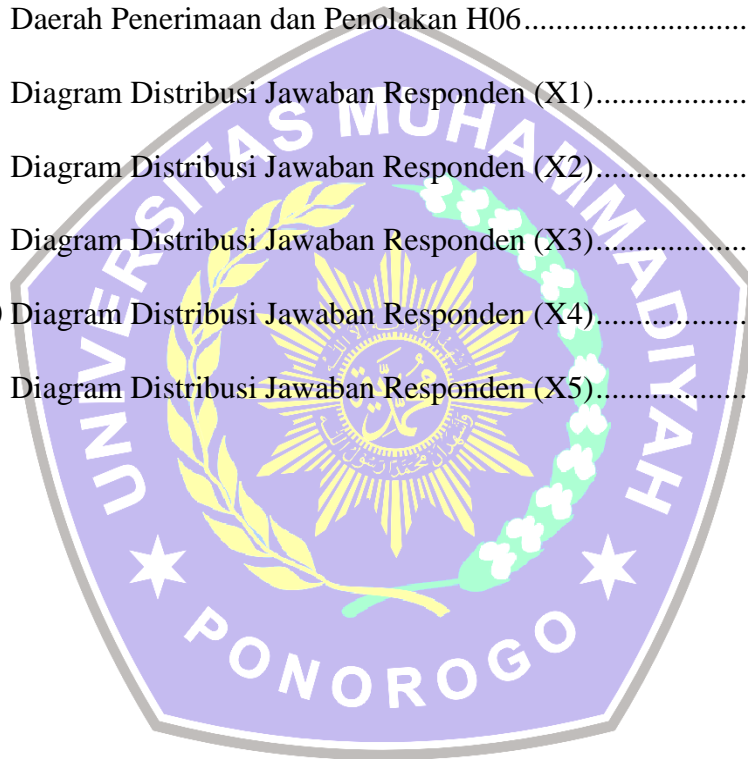 Daerah Penerimaan dan Penolakan H06.......................
Diagram Distribusi Jawaban Responden (X1)..................
Diagram Distribusi Jawaban Responden (X2)..................
Diagram Distribusi Jawaban Responden (X3)..................
Diagram Distribusi Jawaban Responden (X4)..................
Diagram Distribusi Jawaban Responden (X5)..................
UNIVERSITAS MUHAMMADIYAH
PONOROGO